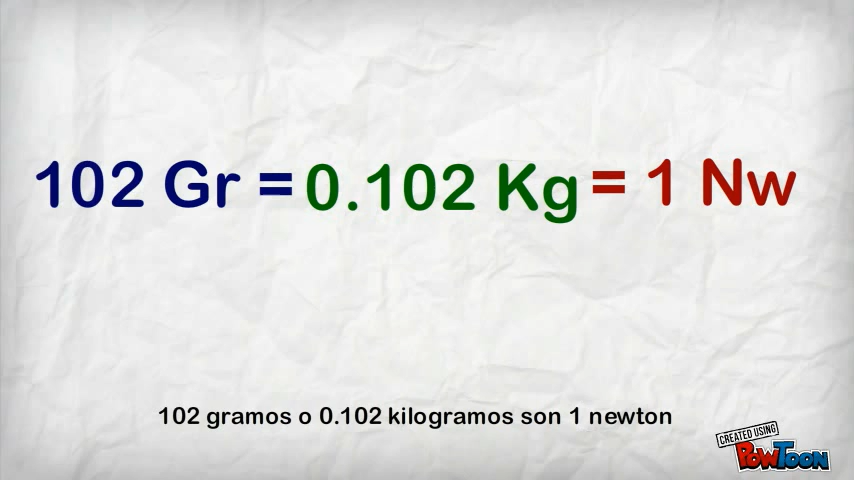 102 Gr = 0.102 Kg = 1 Nw
102 gramos o 0.102 kilogramos son 1 newton
CREATED USING
POWTOON